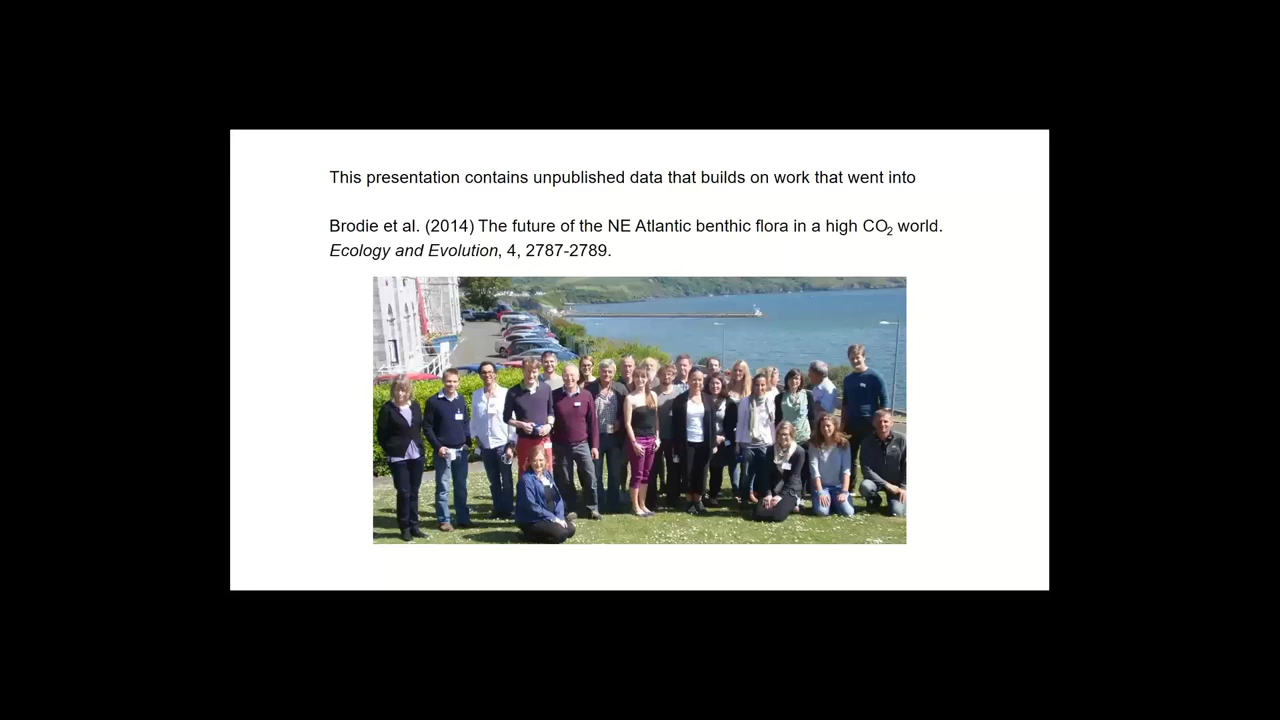 This presentation contains unpublished data that builds on work that went into
Brodie et al. (2014) The future of the NE Atlantic benthic flora in a high CO₂ world.
Ecology and Evolution, 4, 2787-2789.